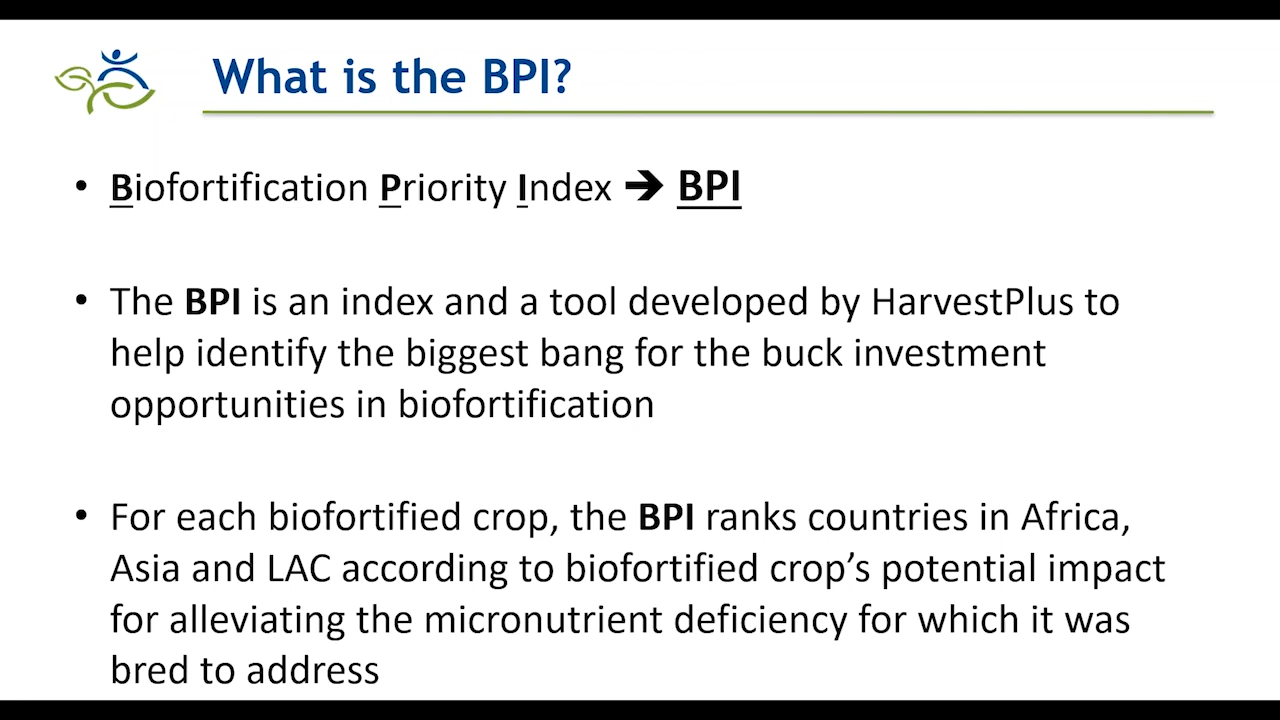 What is the BPI?
• Biofortification Priority Index ➔ BPI
• The BPI is an index and a tool developed by HarvestPlus to
help identify the biggest bang for the buck investment
opportunities in biofortification
• For each biofortified crop, the BPI ranks countries in Africa,
Asia and LAC according to biofortified crop’s potential impact
for alleviating the micronutrient deficiency for which it was
bred to address